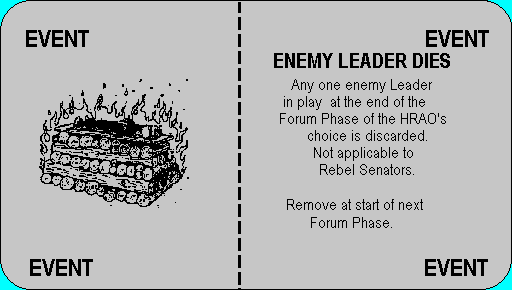 EVENT
EVENT
EVENT
ENEMY LEADER DIES
Any one enemy Leader
in play at the end of the
Forum Phase of the HRAO's
choice is discarded.
Not applicable to
Rebel Senators.
Remove at start of next
Forum Phase.
EVENT